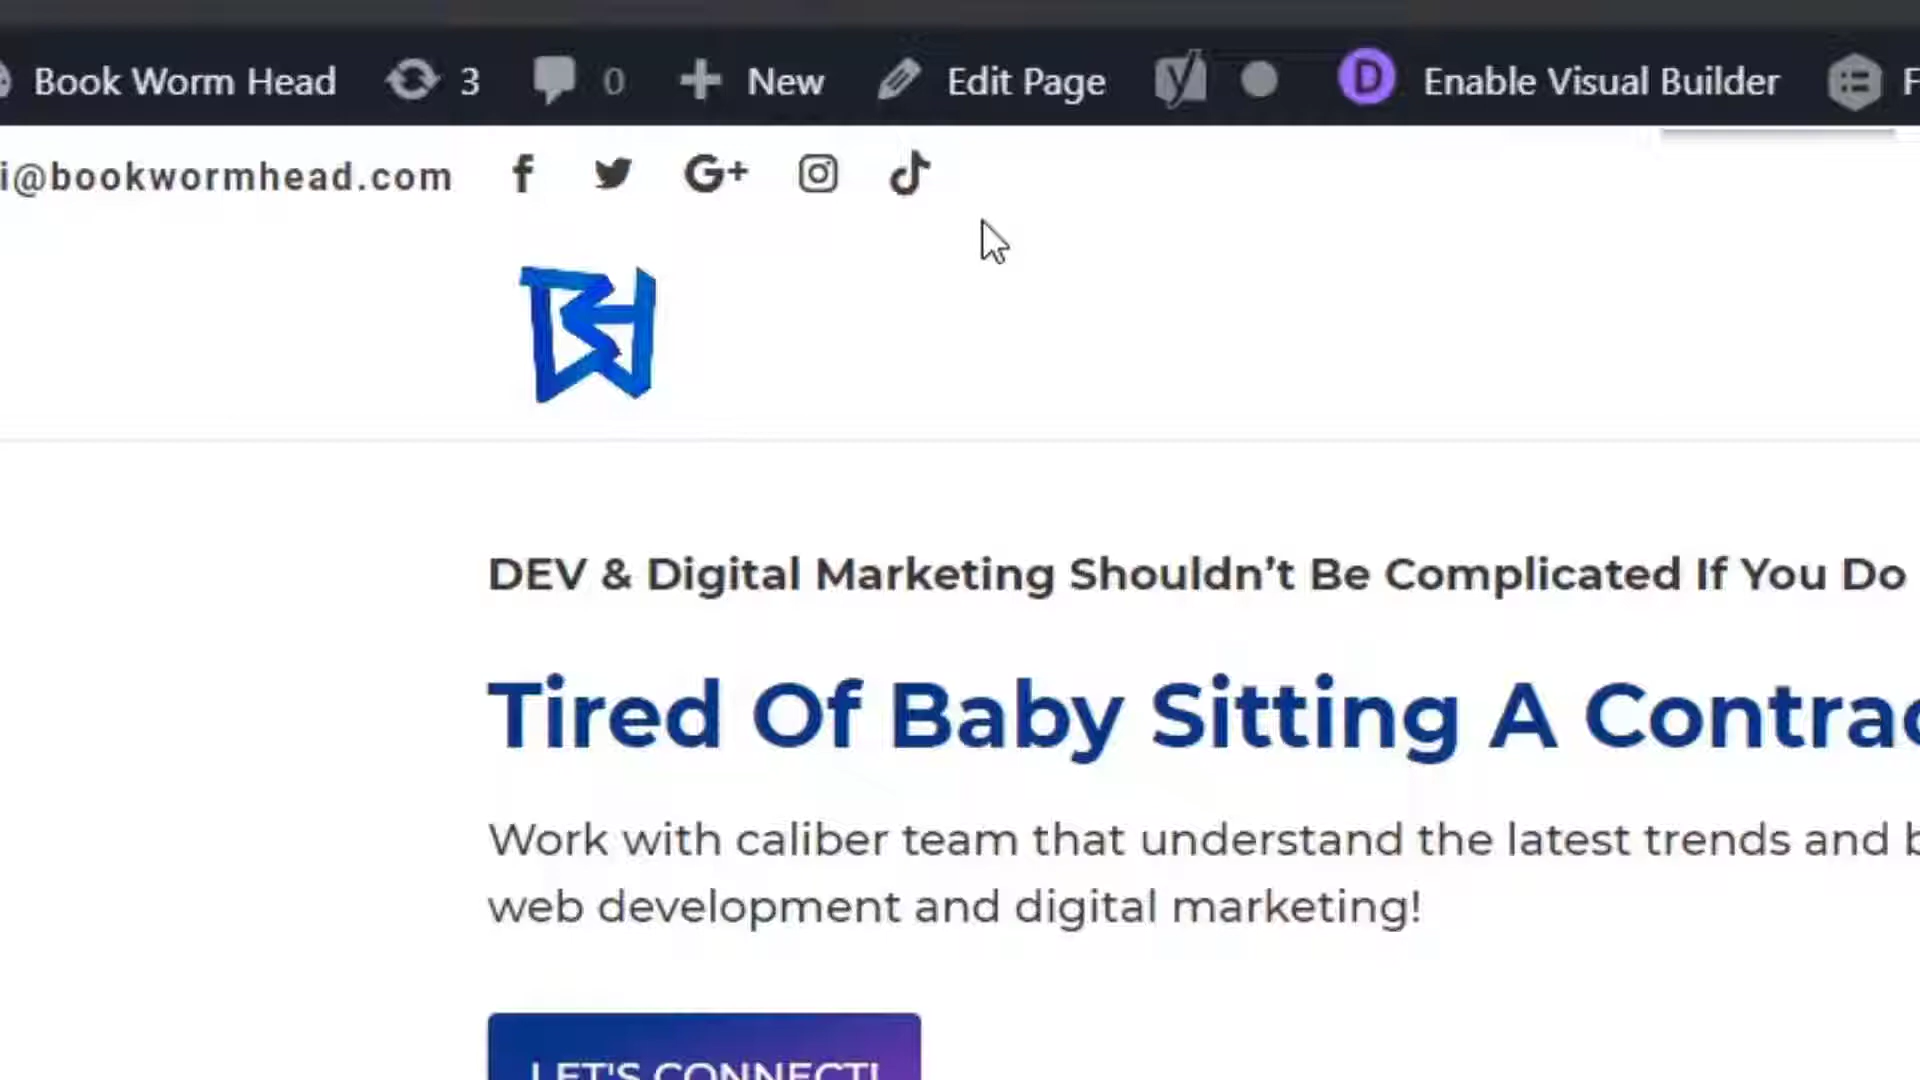 Book Worm Head 3 0 New Edit Page D Enable Visual Builder F
i@bookwormhead.com f G+
DEV & Digital Marketing Shouldn’t Be Complicated If You Do
Tired Of Baby Sitting A Contrac
Work with caliber team that understand the latest trends and b
web development and digital marketing!
LET'S CONNECT!